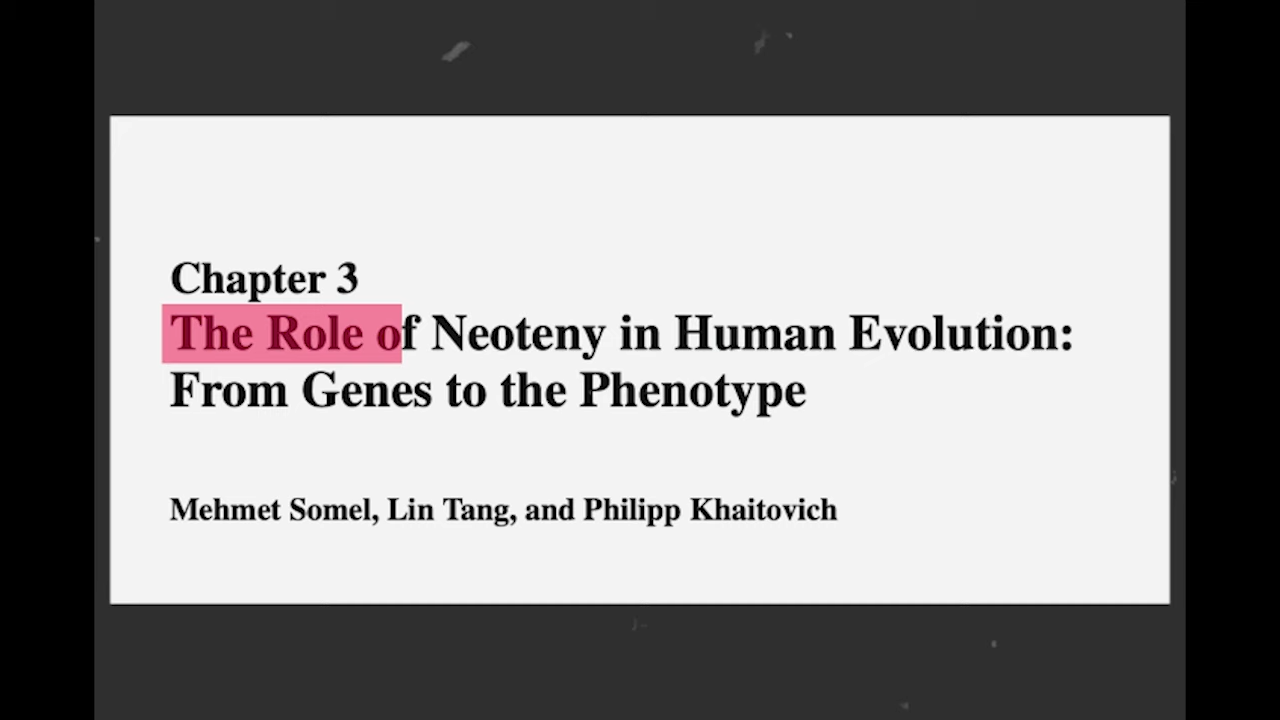 Chapter 3
The Role of Neoteny in Human Evolution:
From Genes to the Phenotype
Mehmet Somel, Lin Tang, and Philipp Khaitovich